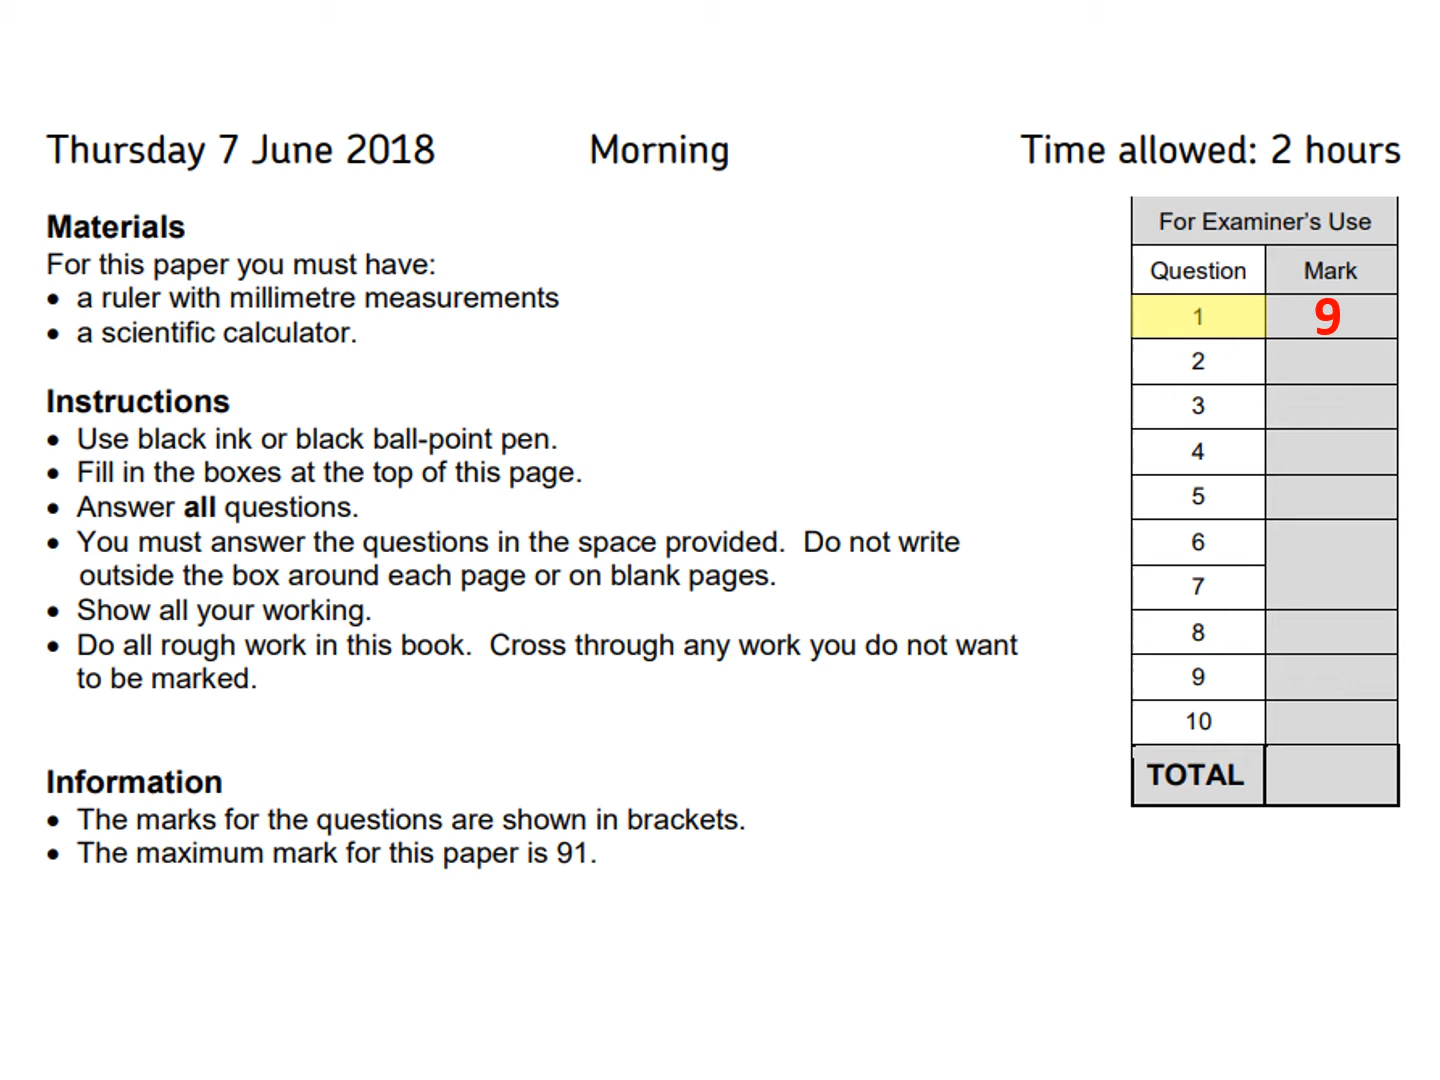 Thursday 7 June 2018 Morning Time allowed: 2 hours
Materials
For this paper you must have:
• a ruler with millimetre measurements
• a scientific calculator.
Instructions
• Use black ink or black ball-point pen.
• Fill in the boxes at the top of this page.
• Answer all questions.
• You must answer the questions in the space provided. Do not write
outside the box around each page or on blank pages.
• Show all your working.
• Do all rough work in this book. Cross through any work you do not want
to be marked.
Information
• The marks for the questions are shown in brackets.
• The maximum mark for this paper is 91.
For Examiner's Use
Question Mark
1 9
2
3
4
5
6
7
8
9
10
TOTAL